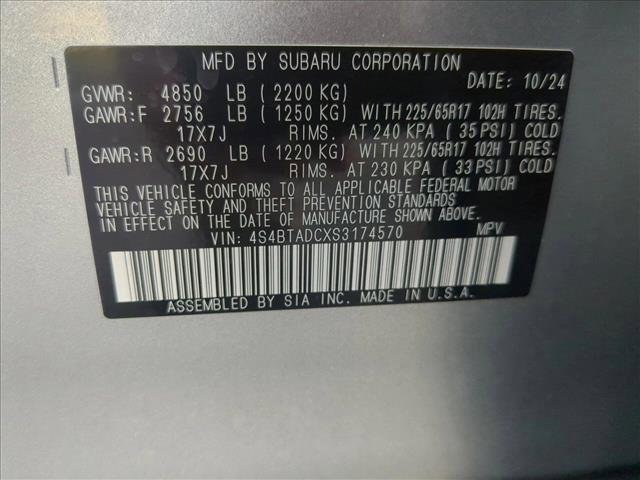 MFD BY SUBARU CORPORATION
DATE: 10/24
GVWR: 4850 LB (2200 KG)
GAWR:F 2756 LB (1250 KG) WITH 225/65R17 102H TIRES.
17X7J RIMS. AT 240 KPA (35 PSI) COLD
GAWR:R 2690 LB (1220 KG) WITH 225/65R17 102H TIRES.
17X7J RIMS. AT 230 KPA (33 PSI) COLD
THIS VEHICLE CONFORMS TO ALL APPLICABLE FEDERAL MOTOR
VEHICLE SAFETY AND THEFT PREVENTION STANDARDS
IN EFFECT ON THE DATE OF MANUFACTURE SHOWN ABOVE.
VIN: 4S4BTADCXS3174570 MPV
ASSEMBLED BY SIA INC. MADE IN U.S.A.